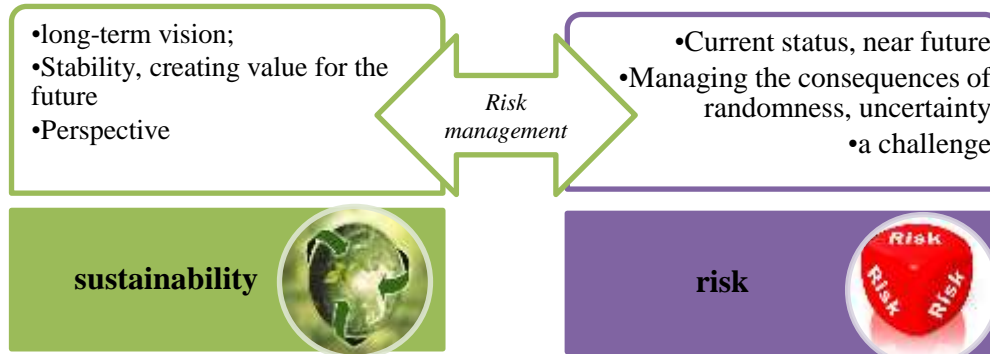 •long-term vision;
•Stability, creating value for the
future
•Perspective
Risk
management
•Current status, near future
•Managing the consequences of
randomness, uncertainty
•a challenge
sustainability
risk
Risk
Risk
Risk